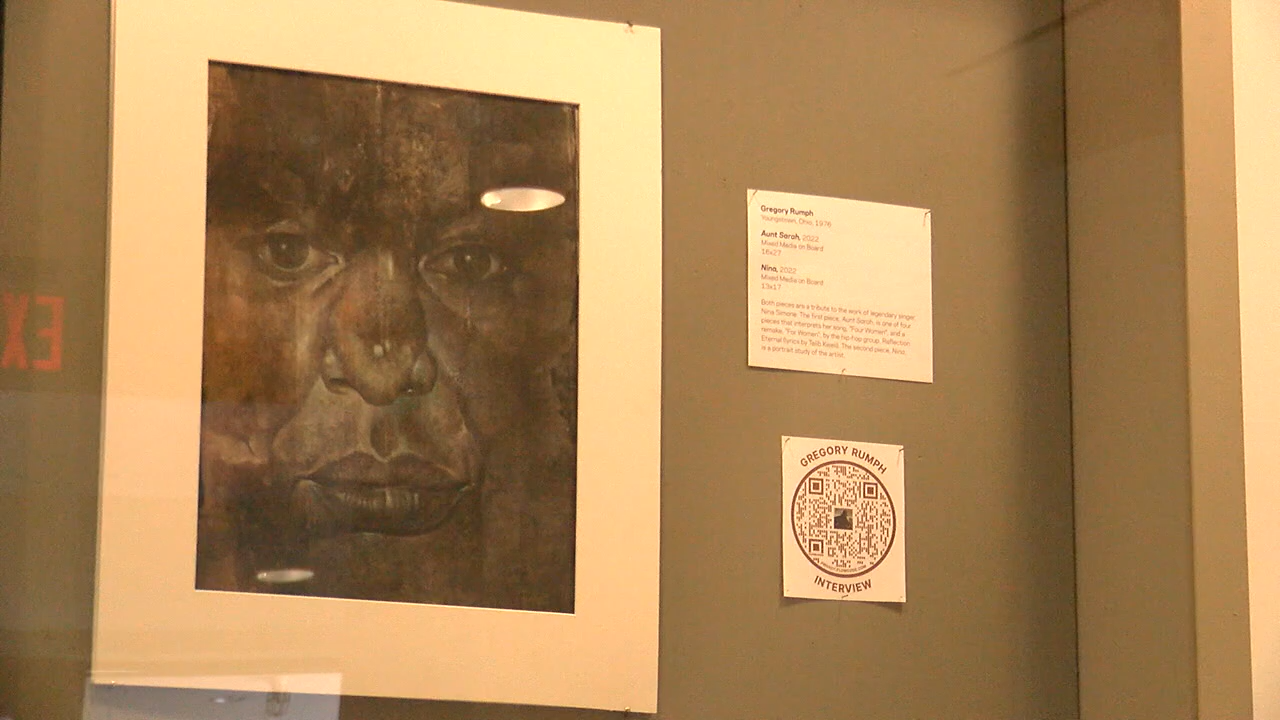 EX
Gregory Rumph
Youngstown, Ohio, 1976
Aunt Sarah, 2022
Mixed Media on Board
16x27
Nina, 2022
Mixed Media on Board
13x17
Both pieces are a tribute to the work of legendary singer,
Nina Simone. The first piece, Aunt Sarah, is one of four
pieces that interprets her song, "Four Women", and a
remake, "For Women", by the hip-hop group, Reflection
Eternal (lyrics by Talib Kweli). The second piece, Nina,
is a portrait study of the artist.
GREGORY RUMPH
INTERVIEW